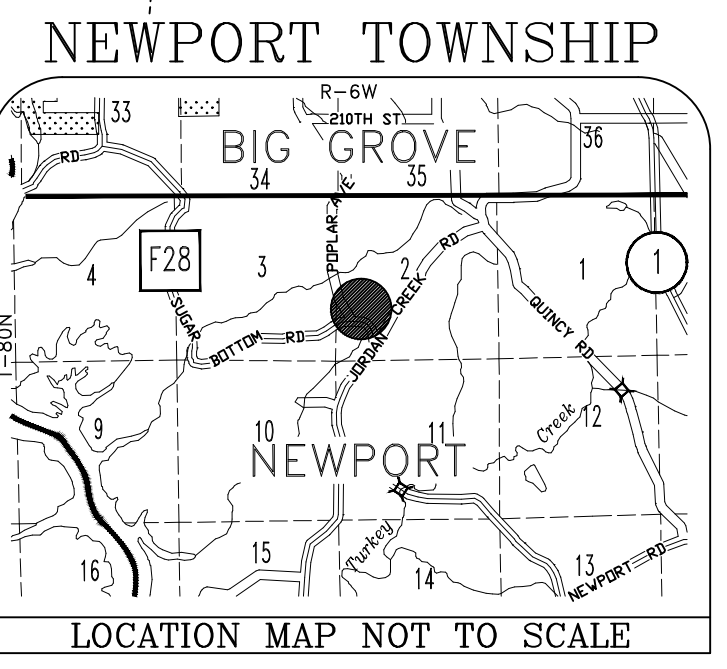 NEWPORT TOWNSHIP
R-6W
33
210TH ST
36
RD
BIG GROVE
34
35
POPLAR AVE
F28
4
3
2
RD
1
1
CREEK
SUGAR
BOTTOM RD
JORDAN
QUINCY RD
T-80N
9
10
11
12
Creek
NEWPORT
Turkey
16
15
14
13
NEWPORT RD
LOCATION MAP NOT TO SCALE